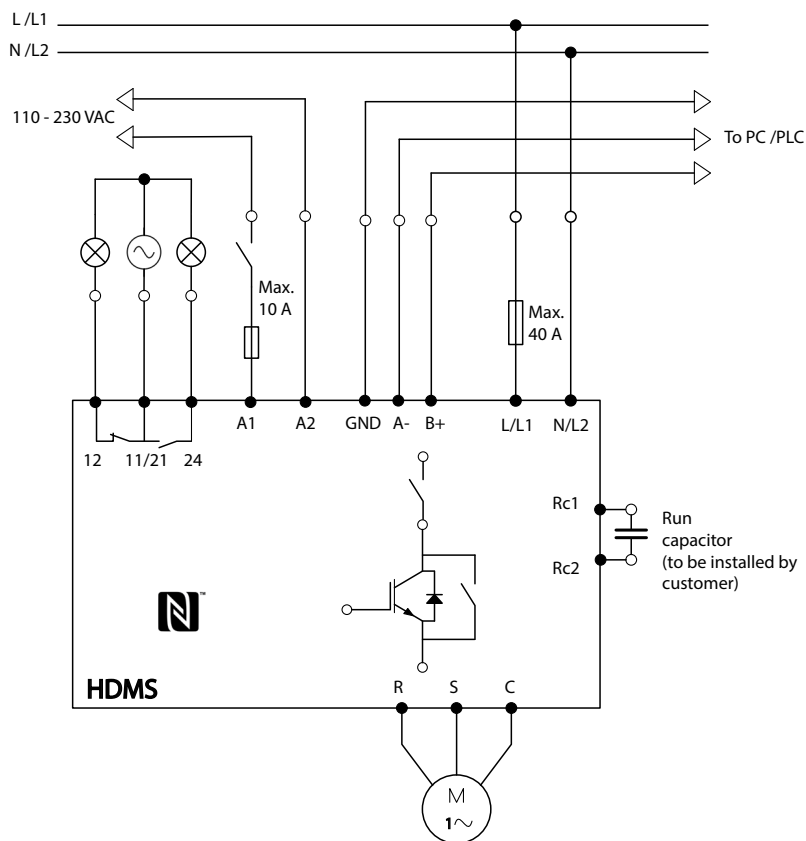 L /L1
N /L2
110 - 230 VAC
To PC /PLC
Max.
10 A
Max.
40 A
A1
A2
GND
A-
B+
L/L1
N/L2
12
11/21
24
Rc1
Rc2
Run
capacitor
(to be installed by
customer)
N™
HDMS
R
S
C
M
1~